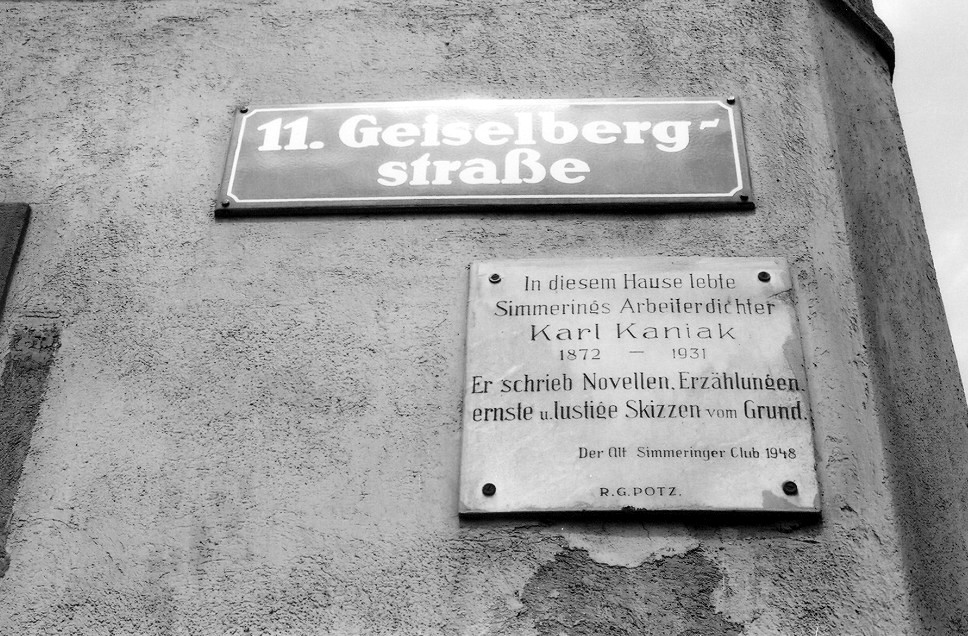 11. Geiselberg-
straße
In diesem Hause lebte
Simmerings Arbeiterdichter
Karl Kaniak
1872 — 1931
Er schrieb Novellen, Erzählungen,
ernste u. lustige Skizzen vom Grund.
Der Alt Simmeringer Club 1948
R.G.POTZ.